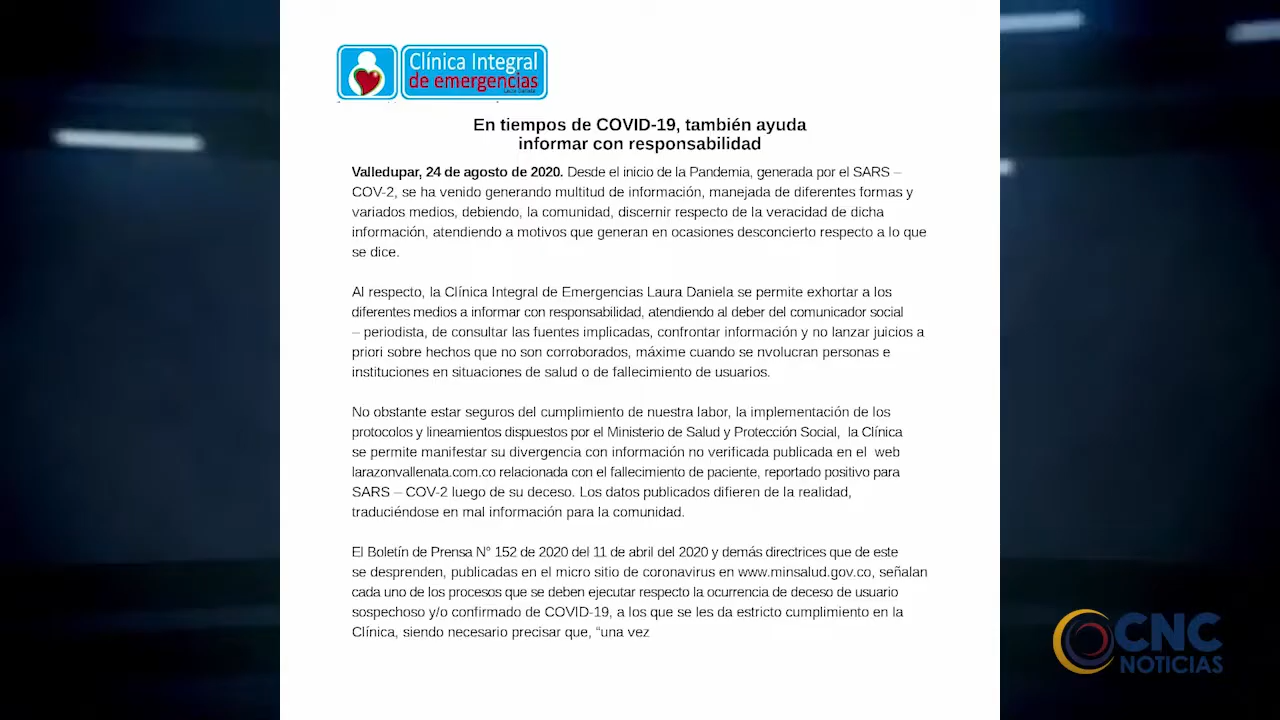 Clínica Integral
de emergencias
Laura Daniela
En tiempos de COVID-19, también ayuda
informar con responsabilidad
Valledupar, 24 de agosto de 2020. Desde el inicio de la Pandemia, generada por el SARS –
COV-2, se ha venido generando multitud de información, manejada de diferentes formas y
variados medios, debiendo, la comunidad, discernir respecto de la veracidad de dicha
información, atendiendo a motivos que generan en ocasiones desconcierto respecto a lo que
se dice.
Al respecto, la Clínica Integral de Emergencias Laura Daniela se permite exhortar a los
diferentes medios a informar con responsabilidad, atendiendo al deber del comunicador social
– periodista, de consultar las fuentes implicadas, confrontar información y no lanzar juicios a
priori sobre hechos que no son corroborados, máxime cuando se nvolucran personas e
instituciones en situaciones de salud o de fallecimiento de usuarios.
No obstante estar seguros del cumplimiento de nuestra labor, la implementación de los
protocolos y lineamientos dispuestos por el Ministerio de Salud y Protección Social, la Clínica
se permite manifestar su divergencia con información no verificada publicada en el web
larazonvallenata.com.co relacionada con el fallecimiento de paciente, reportado positivo para
SARS – COV-2 luego de su deceso. Los datos publicados difieren de la realidad,
traduciéndose en mal información para la comunidad.
El Boletín de Prensa N° 152 de 2020 del 11 de abril del 2020 y demás directrices que de este
se desprenden, publicadas en el micro sitio de coronavirus en www.minsalud.gov.co, señalan
cada uno de los procesos que se deben ejecutar respecto la ocurrencia de deceso de usuario
sospechoso y/o confirmado de COVID-19, a los que se les da estricto cumplimiento en la
Clínica, siendo necesario precisar que, “una vez
CNC
NOTICIAS